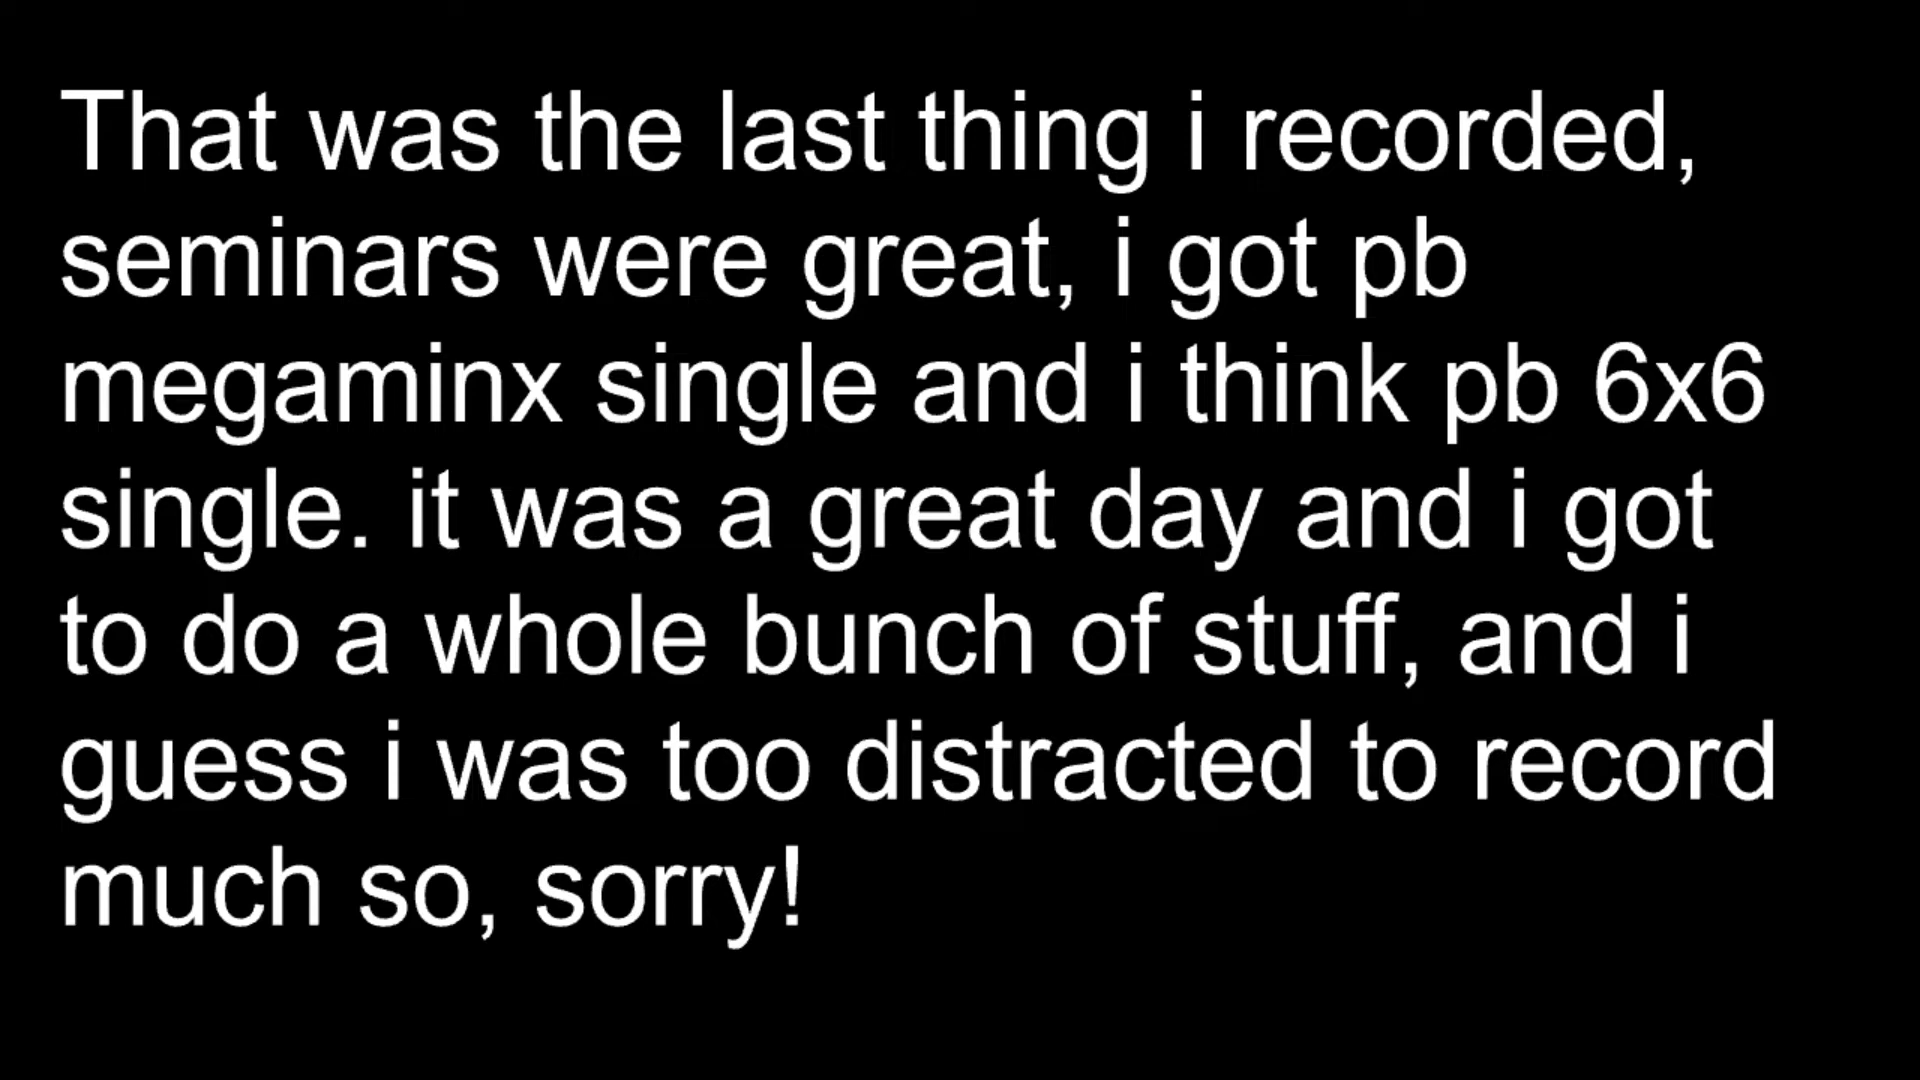 That was the last thing i recorded,
seminars were great, i got pb
megaminx single and i think pb 6x6
single. it was a great day and i got
to do a whole bunch of stuff, and i
guess i was too distracted to record
much so, sorry!